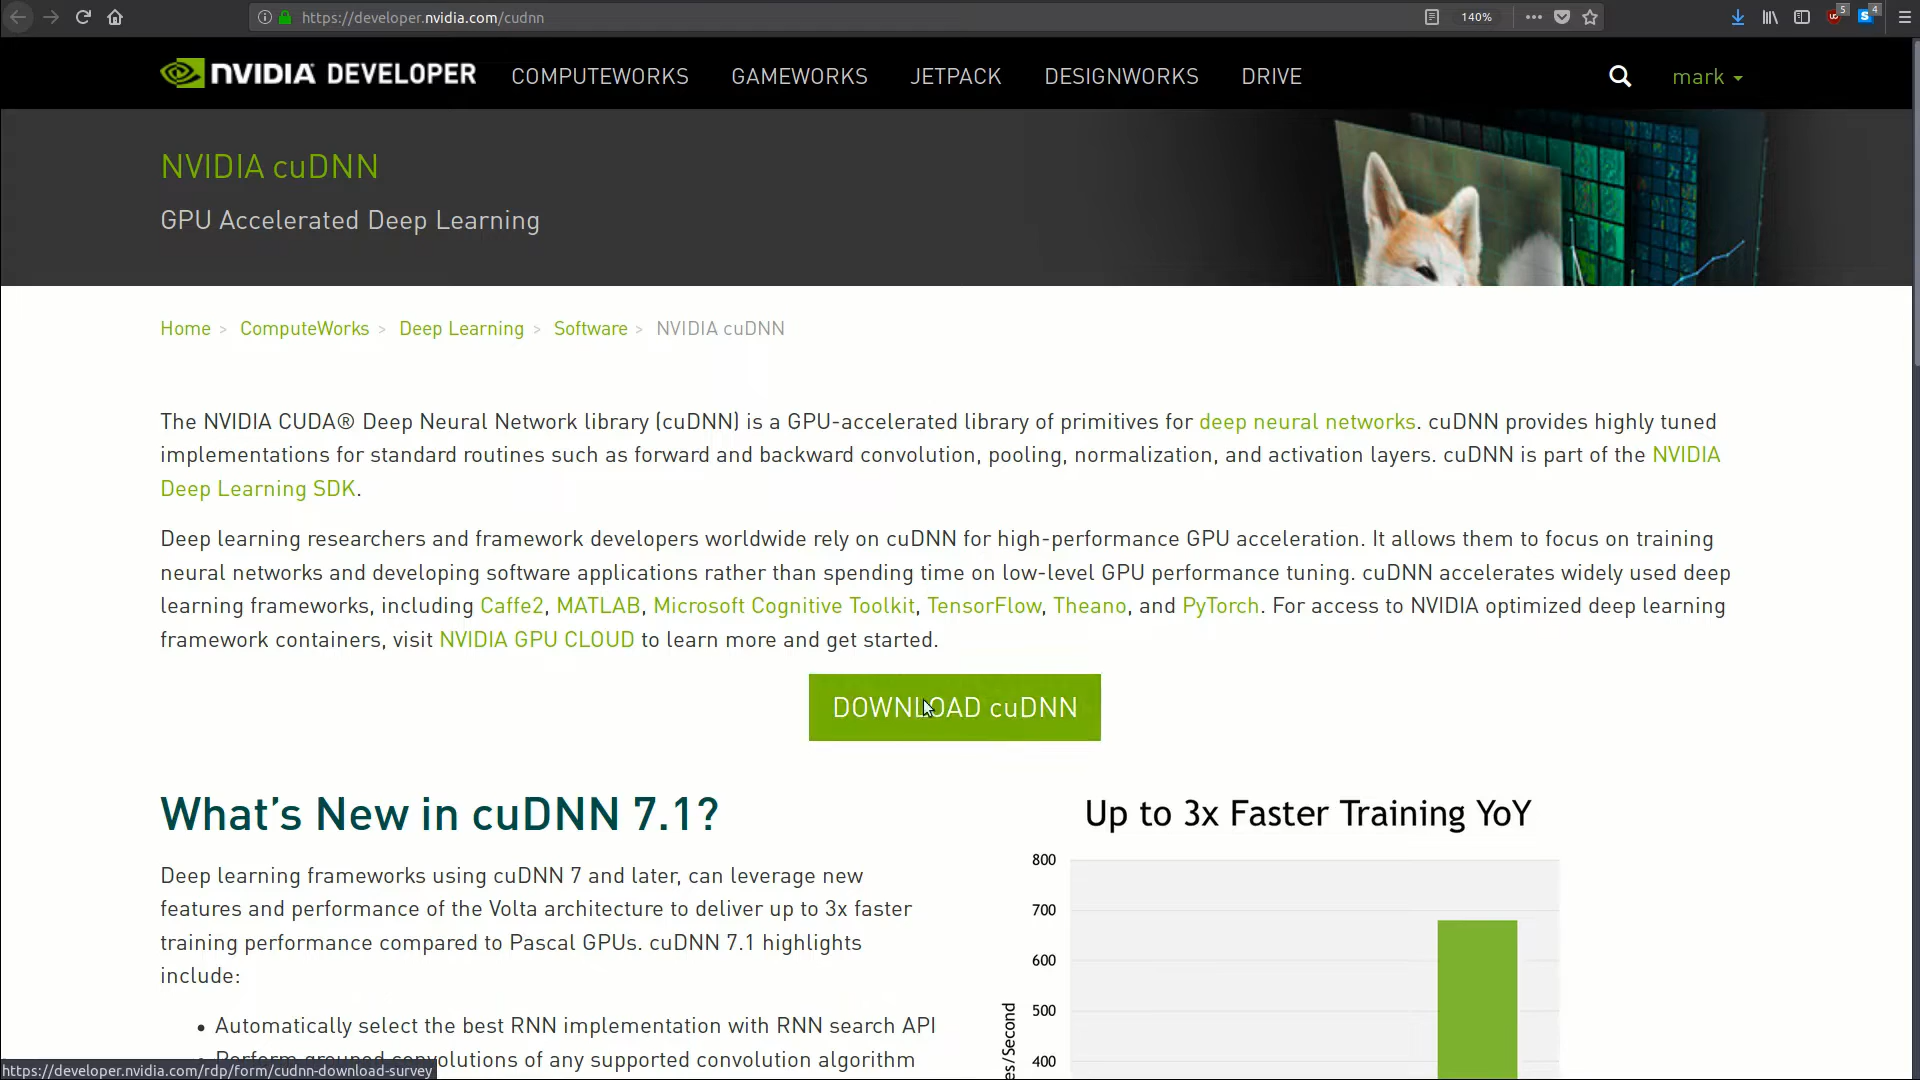 https://developer.nvidia.com/cudnn
140%
5
4
NVIDIA DEVELOPER COMPUTEWORKS GAMEWORKS JETPACK DESIGNWORKS DRIVE mark
NVIDIA cuDNN
GPU Accelerated Deep Learning
Home > ComputeWorks > Deep Learning > Software > NVIDIA cuDNN
The NVIDIA CUDA® Deep Neural Network library (cuDNN) is a GPU-accelerated library of primitives for deep neural networks. cuDNN provides highly tuned
implementations for standard routines such as forward and backward convolution, pooling, normalization, and activation layers. cuDNN is part of the NVIDIA
Deep Learning SDK.
Deep learning researchers and framework developers worldwide rely on cuDNN for high-performance GPU acceleration. It allows them to focus on training
neural networks and developing software applications rather than spending time on low-level GPU performance tuning. cuDNN accelerates widely used deep
learning frameworks, including Caffe2, MATLAB, Microsoft Cognitive Toolkit, TensorFlow, Theano, and PyTorch. For access to NVIDIA optimized deep learning
framework containers, visit NVIDIA GPU CLOUD to learn more and get started.
DOWNLOAD cuDNN
What's New in cuDNN 7.1?
Deep learning frameworks using cuDNN 7 and later, can leverage new
features and performance of the Volta architecture to deliver up to 3x faster
training performance compared to Pascal GPUs. cuDNN 7.1 highlights
include:
• Automatically select the best RNN implementation with RNN search API
• Perform grouped convolutions of any supported convolution algorithm
Up to 3x Faster Training YoY
800
700
600
500
400
/Second
https://developer.nvidia.com/rdp/form/cudnn-download-survey